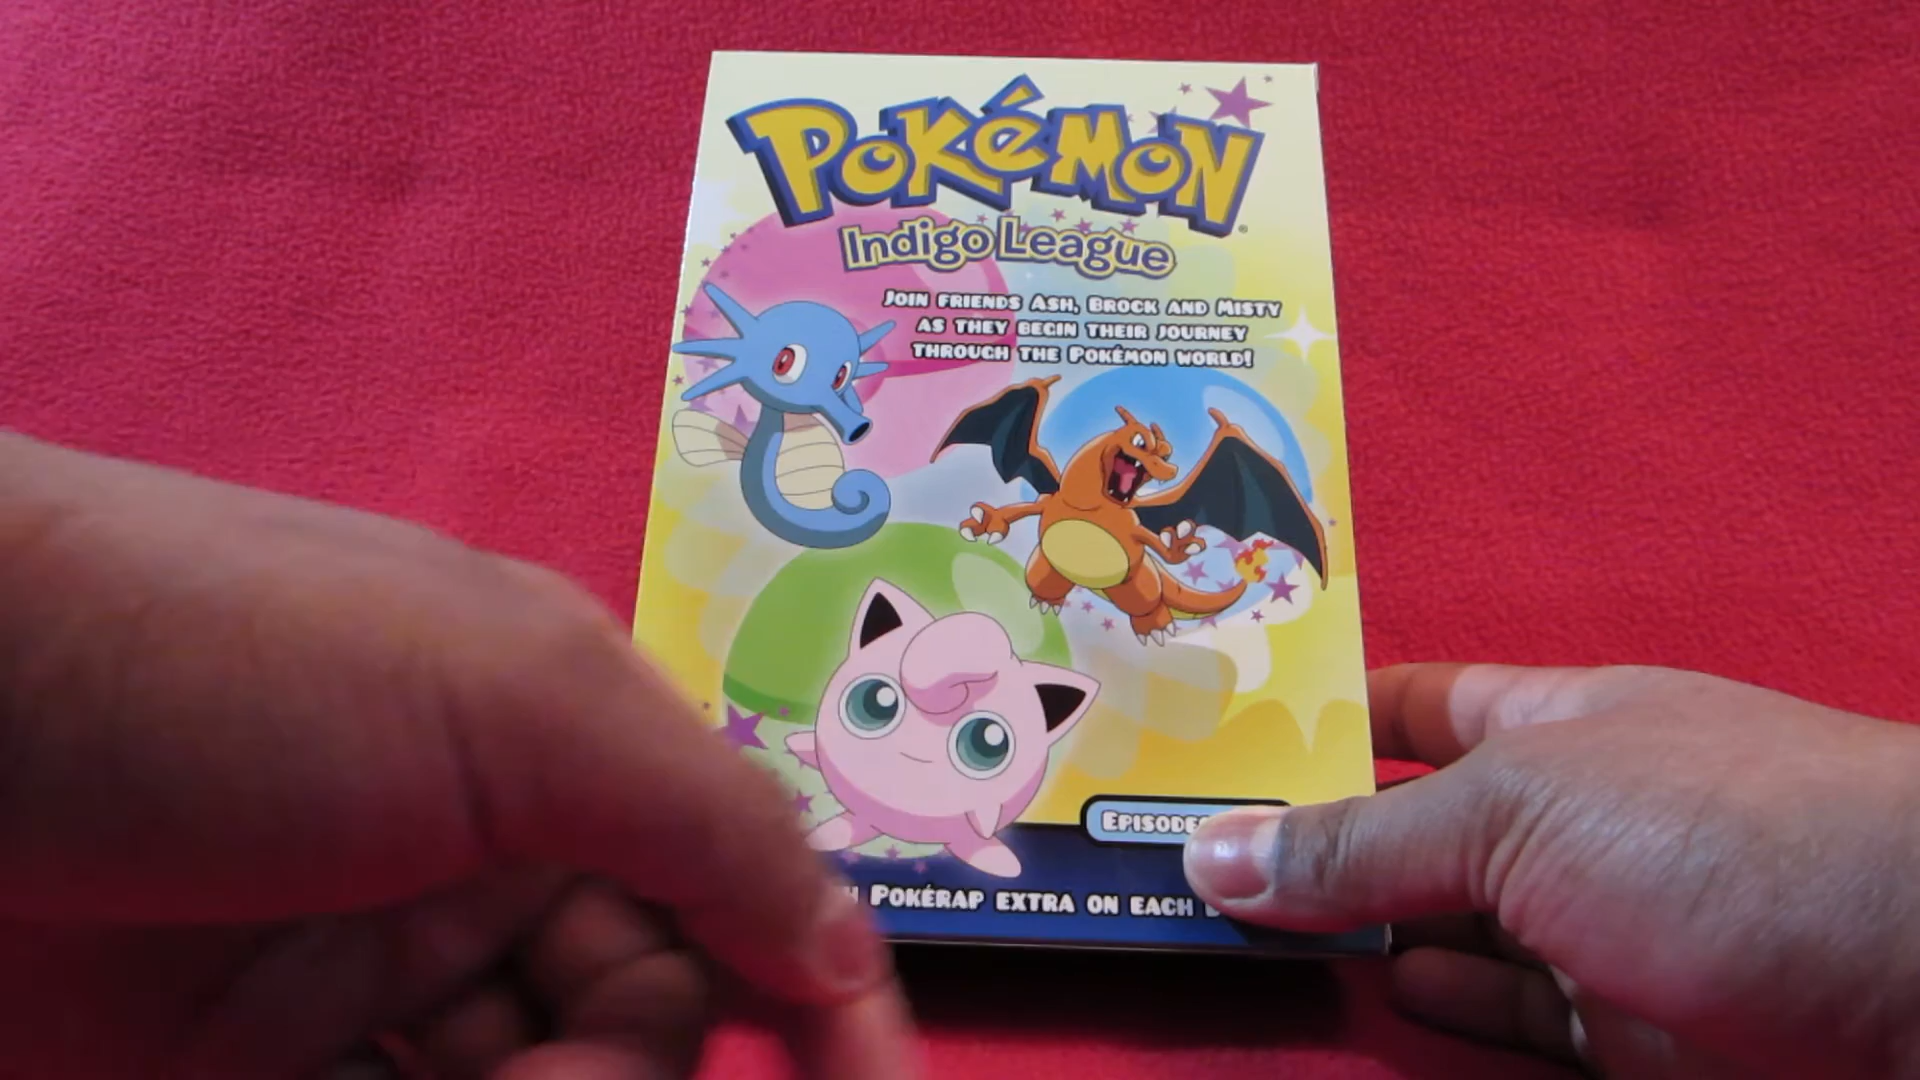 Pokémon
Indigo League
Join friends Ash, Brock and Misty
as they begin their journey
through the Pokémon world!
Pokérap extra on each